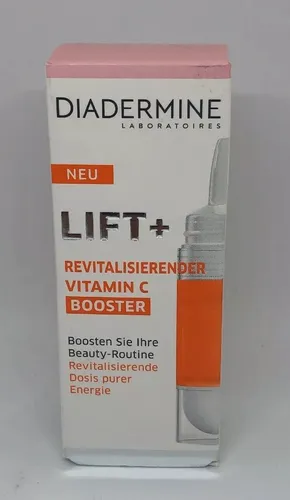 DIADERMINE
LABORATOIRES
NEU
LIFT+
REVITALISIERENDER
VITAMIN C
BOOSTER
Boosten Sie Ihre
Beauty-Routine
Revitalisierende
Dosis purer
Energie